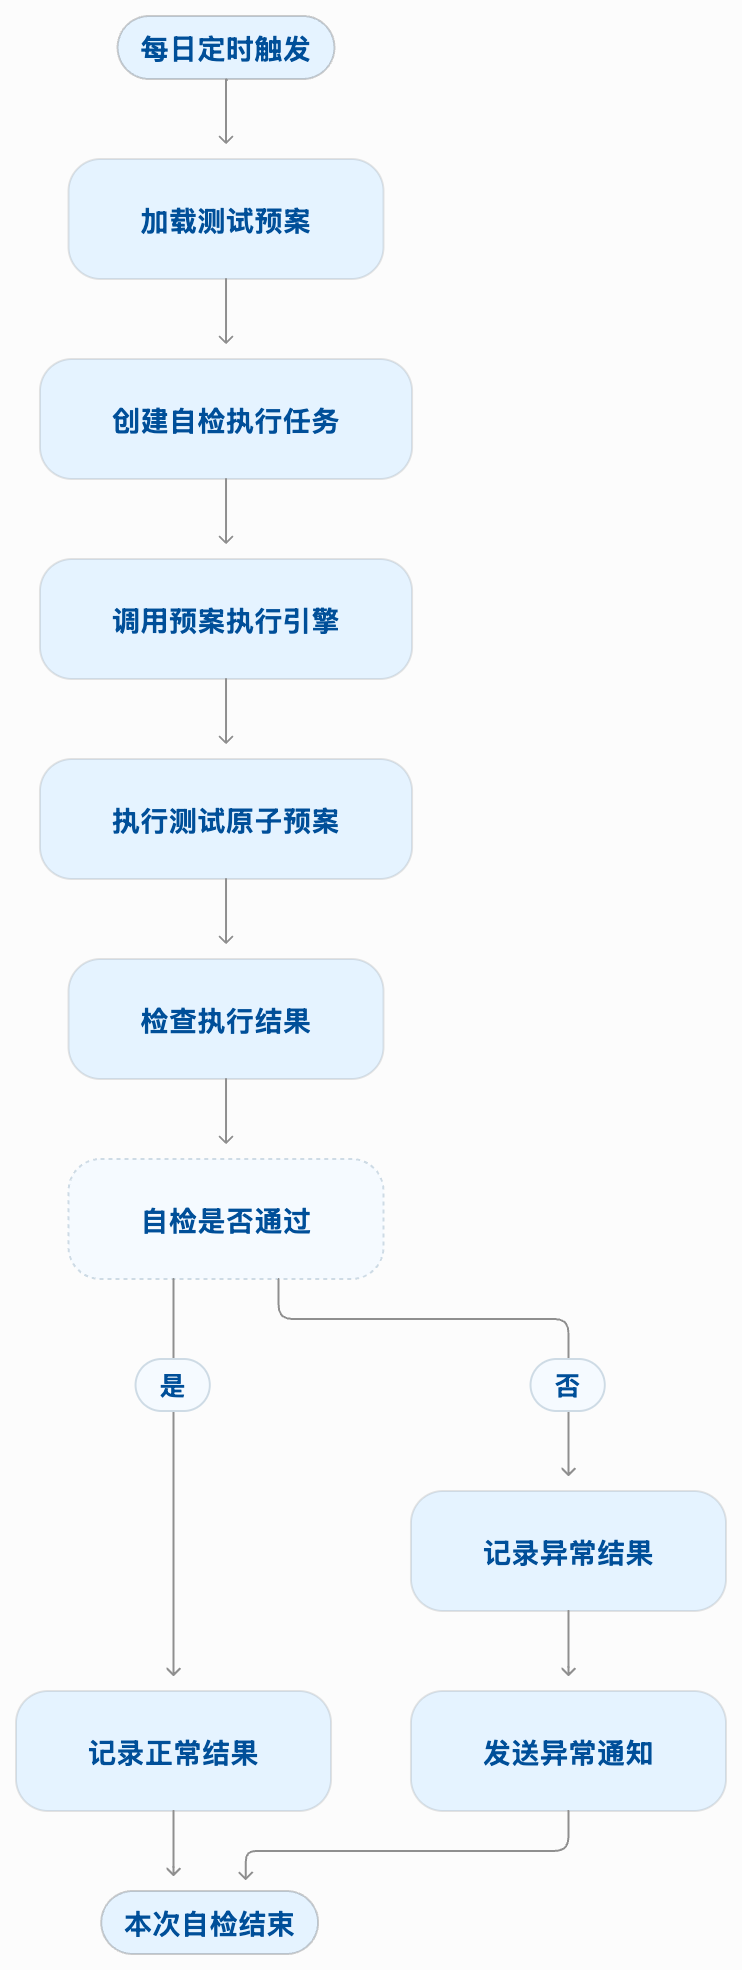 每日定时触发
加载测试预案
创建自检执行任务
调用预案执行引擎
执行测试原子预案
检查执行结果
自检是否通过
是
否
记录异常结果
记录正常结果
发送异常通知
本次自检结束